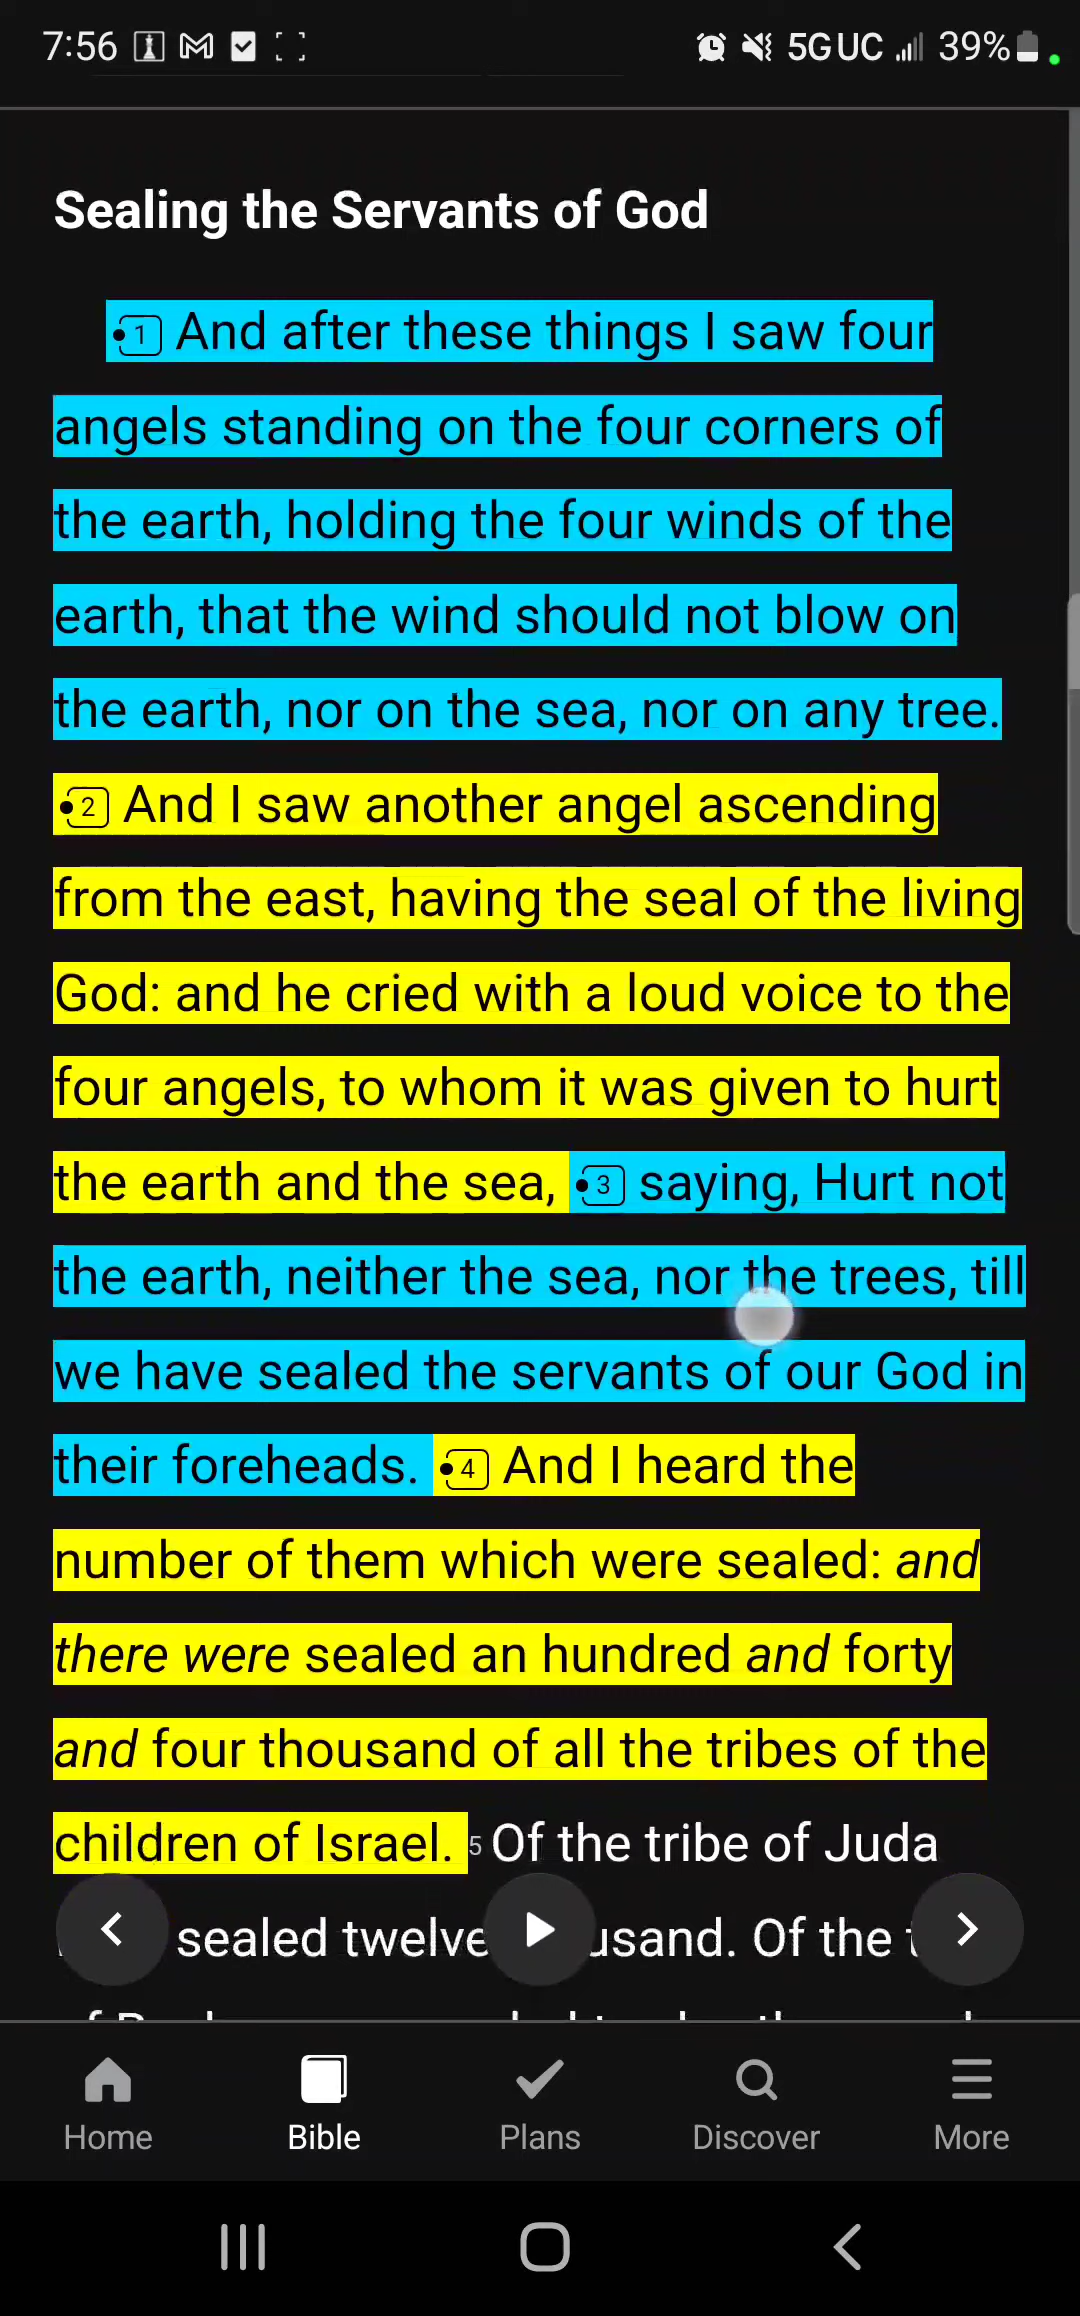 7:56 5G UC 39%
Sealing the Servants of God
1 And after these things I saw four
angels standing on the four corners of
the earth, holding the four winds of the
earth, that the wind should not blow on
the earth, nor on the sea, nor on any tree.
2 And I saw another angel ascending
from the east, having the seal of the living
God: and he cried with a loud voice to the
four angels, to whom it was given to hurt
the earth and the sea, 3 saying, Hurt not
the earth, neither the sea, nor the trees, till
we have sealed the servants of our God in
their foreheads. 4 And I heard the
number of them which were sealed: and
there were sealed an hundred and forty
and four thousand of all the tribes of the
children of Israel. 5 Of the tribe of Juda
sealed twelve usand. Of the
Home Bible Plans Discover More